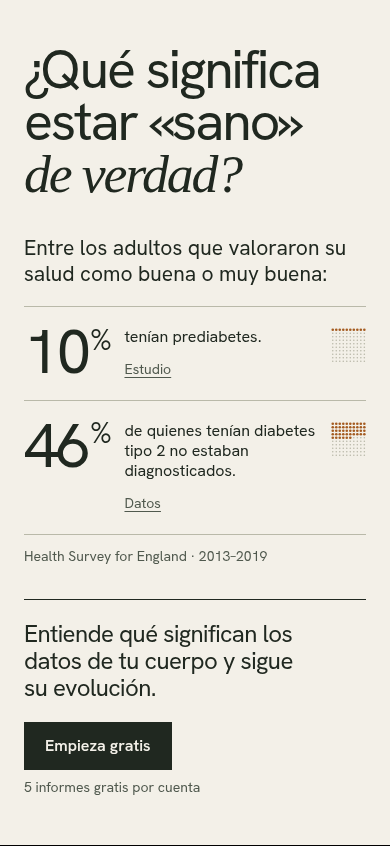 ¿Qué significa
estar «sano»
de verdad?
Entre los adultos que valoraron su
salud como buena o muy buena:
10%
tenían prediabetes.
Estudio
46%
de quienes tenían diabetes
tipo 2 no estaban
diagnosticados.
Datos
Health Survey for England · 2013–2019
Entiende qué significan los
datos de tu cuerpo y sigue
su evolución.
Empieza gratis
5 informes gratis por cuenta